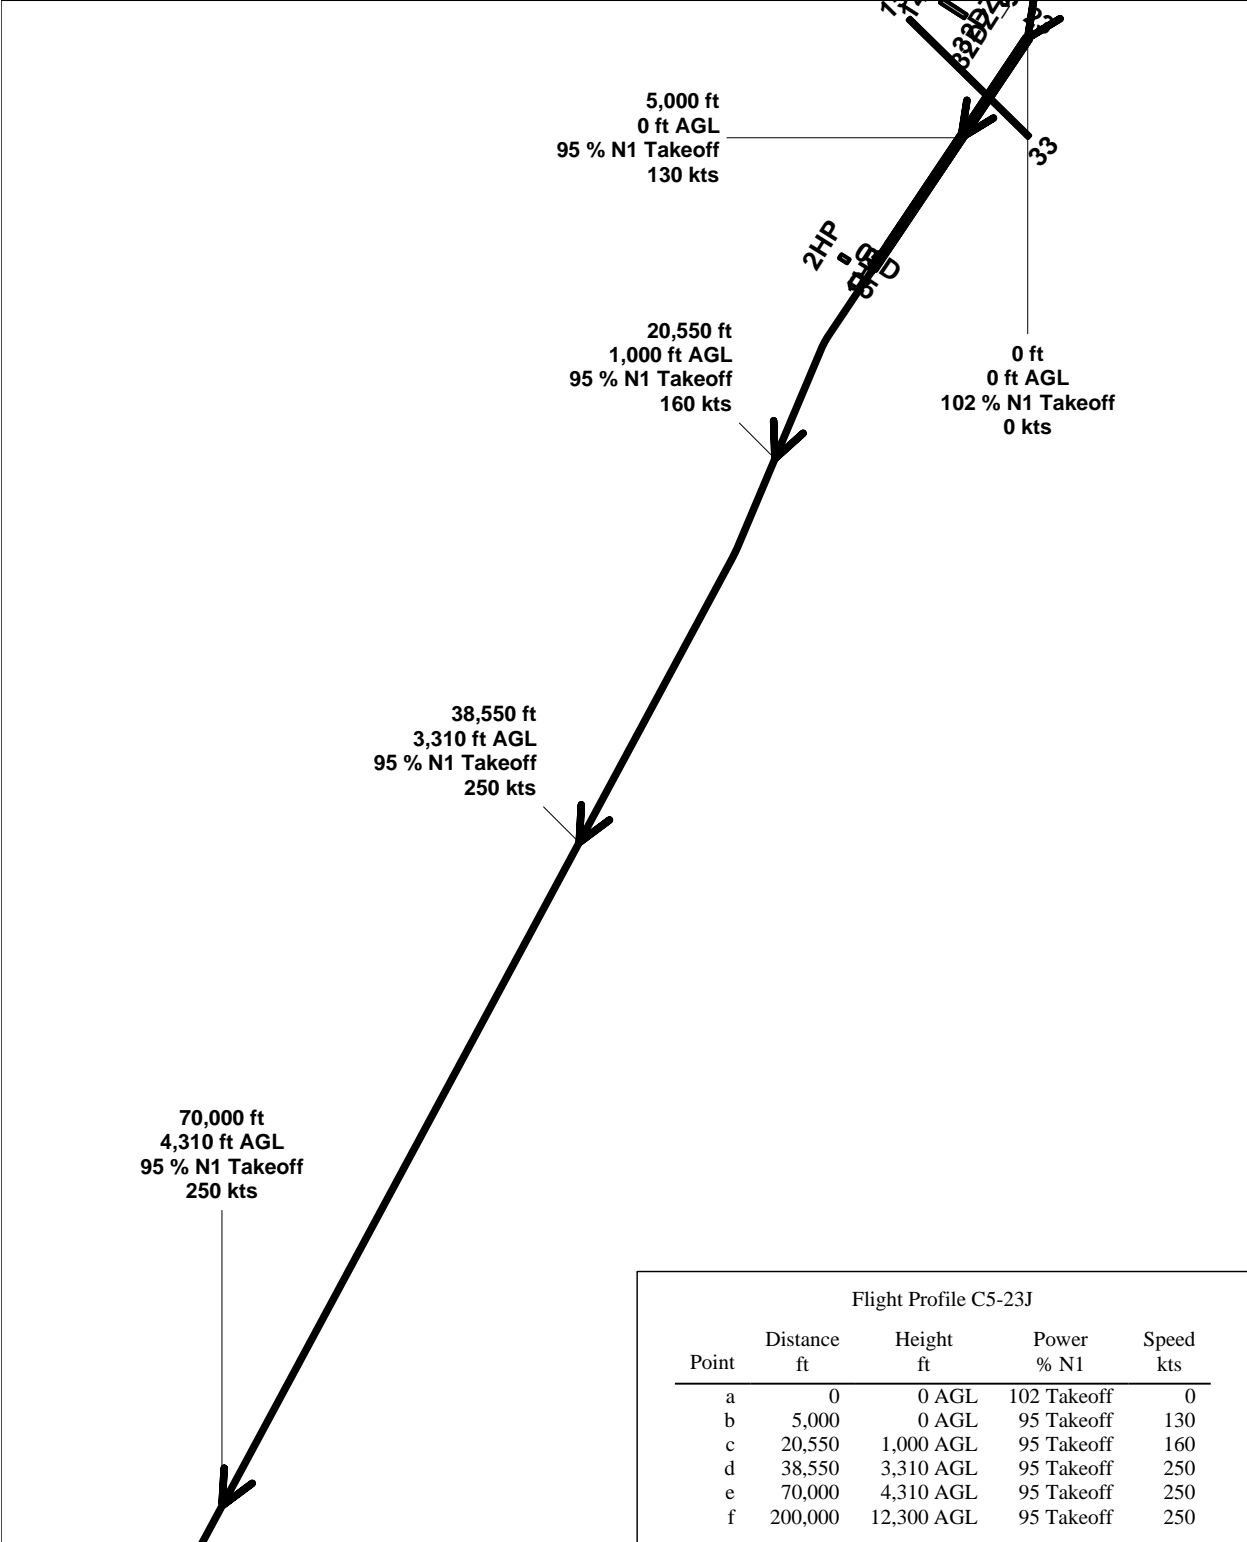 5,000 ft
0 ft AGL
95 % N1 Takeoff
130 kts
33
2HP
20,550 ft
1,000 ft AGL
95 % N1 Takeoff
160 kts
0 ft
0 ft AGL
102 % N1 Takeoff
0 kts
38,550 ft
3,310 ft AGL
95 % N1 Takeoff
250 kts
70,000 ft
4,310 ft AGL
95 % N1 Takeoff
250 kts
Flight Profile C5-23J
Distance Height Power Speed
Point ft ft % N1 kts
a 0 0 AGL 102 Takeoff 0
b 5,000 0 AGL 95 Takeoff 130
c 20,550 1,000 AGL 95 Takeoff 160
d 38,550 3,310 AGL 95 Takeoff 250
e 70,000 4,310 AGL 95 Takeoff 250
f 200,000 12,300 AGL 95 Takeoff 250